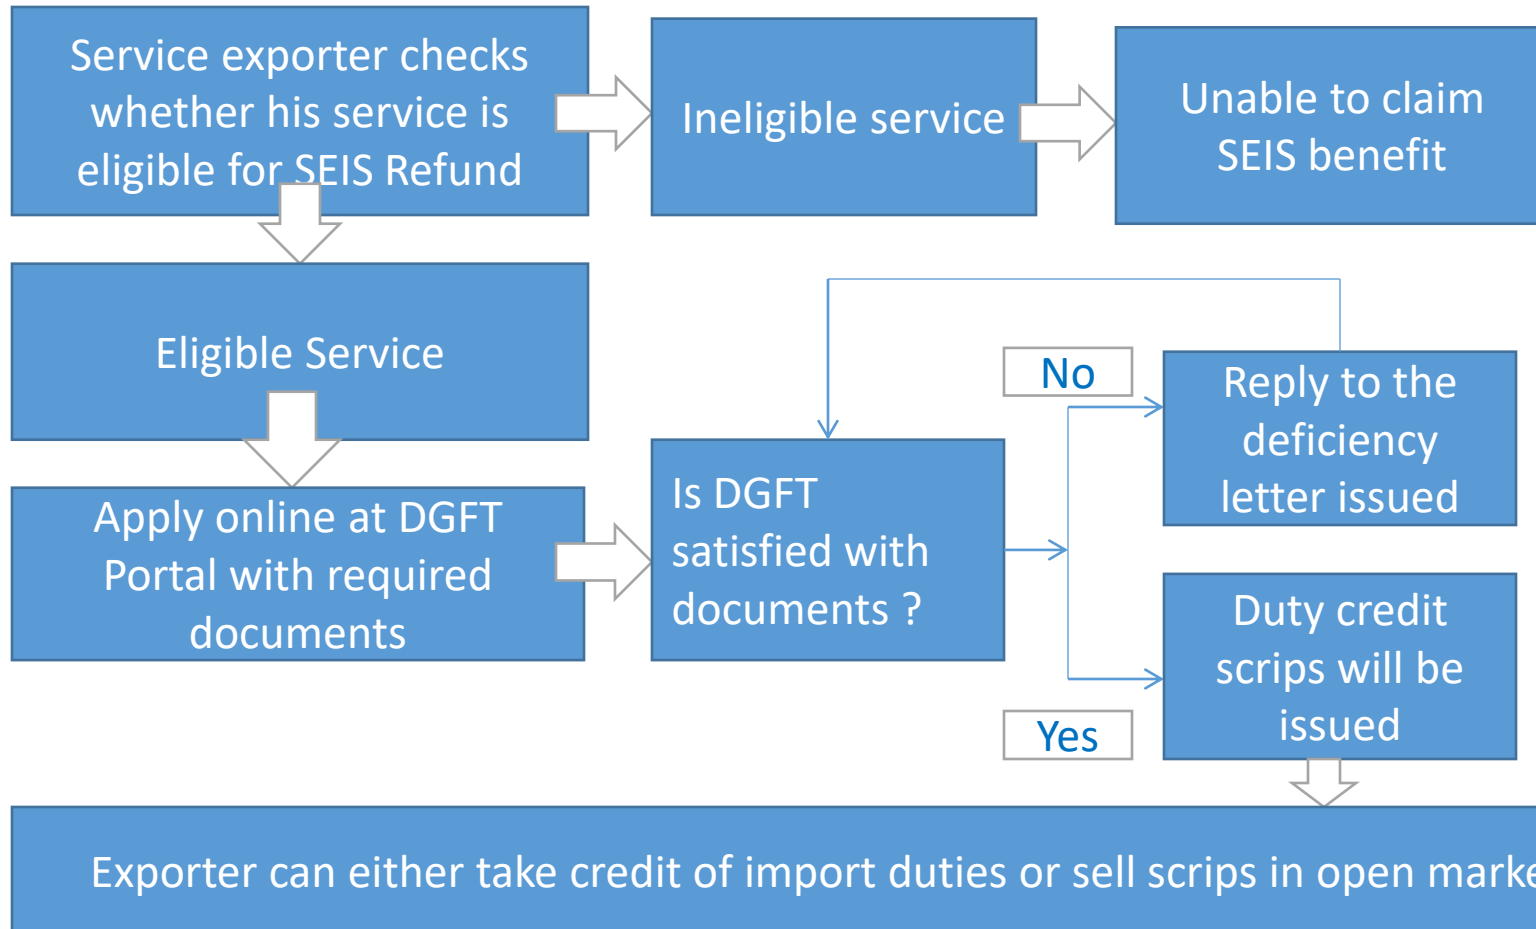 Service exporter checks
whether his service is
eligible for SEIS Refund
Ineligible service
Unable to claim
SEIS benefit
Eligible Service
No
Reply to the
deficiency
letter issued
Apply online at DGFT
Portal with required
documents
Is DGFT
satisfied with
documents ?
Duty credit
scrips will be
issued
Yes
Exporter can either take credit of import duties or sell scrips in open marke